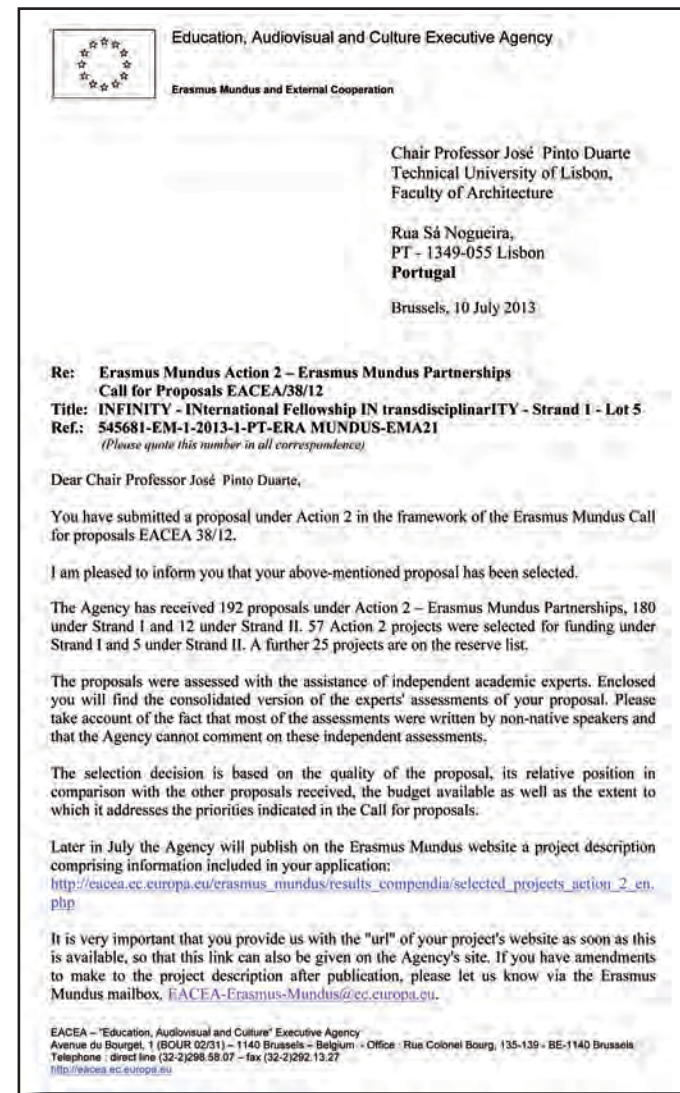 Education, Audiovisual and Culture Executive Agency
Erasmus Mundus and External Cooperation
Chair Professor José Pinto Duarte
Technical University of Lisbon,
Faculty of Architecture
Rua Sá Nogueira,
PT - 1349-055 Lisbon
Portugal
Brussels, 10 July 2013
Re: Erasmus Mundus Action 2 – Erasmus Mundus Partnerships
Call for Proposals EACEA/38/12
Title: INFINITY - INternational Fellowship IN transdisciplinarITY - Strand 1 - Lot 5
Ref.: 545681-EM-1-2013-1-PT-ERA MUNDUS-EMA21
(Please quote this number in all correspondence)
Dear Chair Professor José Pinto Duarte,
You have submitted a proposal under Action 2 in the framework of the Erasmus Mundus Call
for proposals EACEA 38/12.
I am pleased to inform you that your above-mentioned proposal has been selected.
The Agency has received 192 proposals under Action 2 – Erasmus Mundus Partnerships, 180
under Strand I and 12 under Strand II. 57 Action 2 projects were selected for funding under
Strand I and 5 under Strand II. A further 25 projects are on the reserve list.
The proposals were assessed with the assistance of independent academic experts. Enclosed
you will find the consolidated version of the experts' assessments of your proposal. Please
take account of the fact that most of the assessments were written by non-native speakers and
that the Agency cannot comment on these independent assessments.
The selection decision is based on the quality of the proposal, its relative position in
comparison with the other proposals received, the budget available as well as the extent to
which it addresses the priorities indicated in the Call for proposals.
Later in July the Agency will publish on the Erasmus Mundus website a project description
comprising information included in your application:
http://eacea.ec.europa.eu/erasmus_mundus/results_compendia/selected_projects_action_2_en.
php
It is very important that you provide us with the "url" of your project's website as soon as this
is available, so that this link can also be given on the Agency's site. If you have amendments
to make to the project description after publication, please let us know via the Erasmus
Mundus mailbox, EACEA-Erasmus-Mundus@ec.europa.eu.
EACEA – "Education, Audiovisual and Culture" Executive Agency
Avenue du Bourget, 1 (BOUR 02/31) – 1140 Brussels – Belgium - Office : Rue Colonel Bourg, 135-139 - BE-1140 Brussels
Telephone : direct line (32-2)298.58.07 – fax (32-2)292.13.27
http://eacea.ec.europa.eu